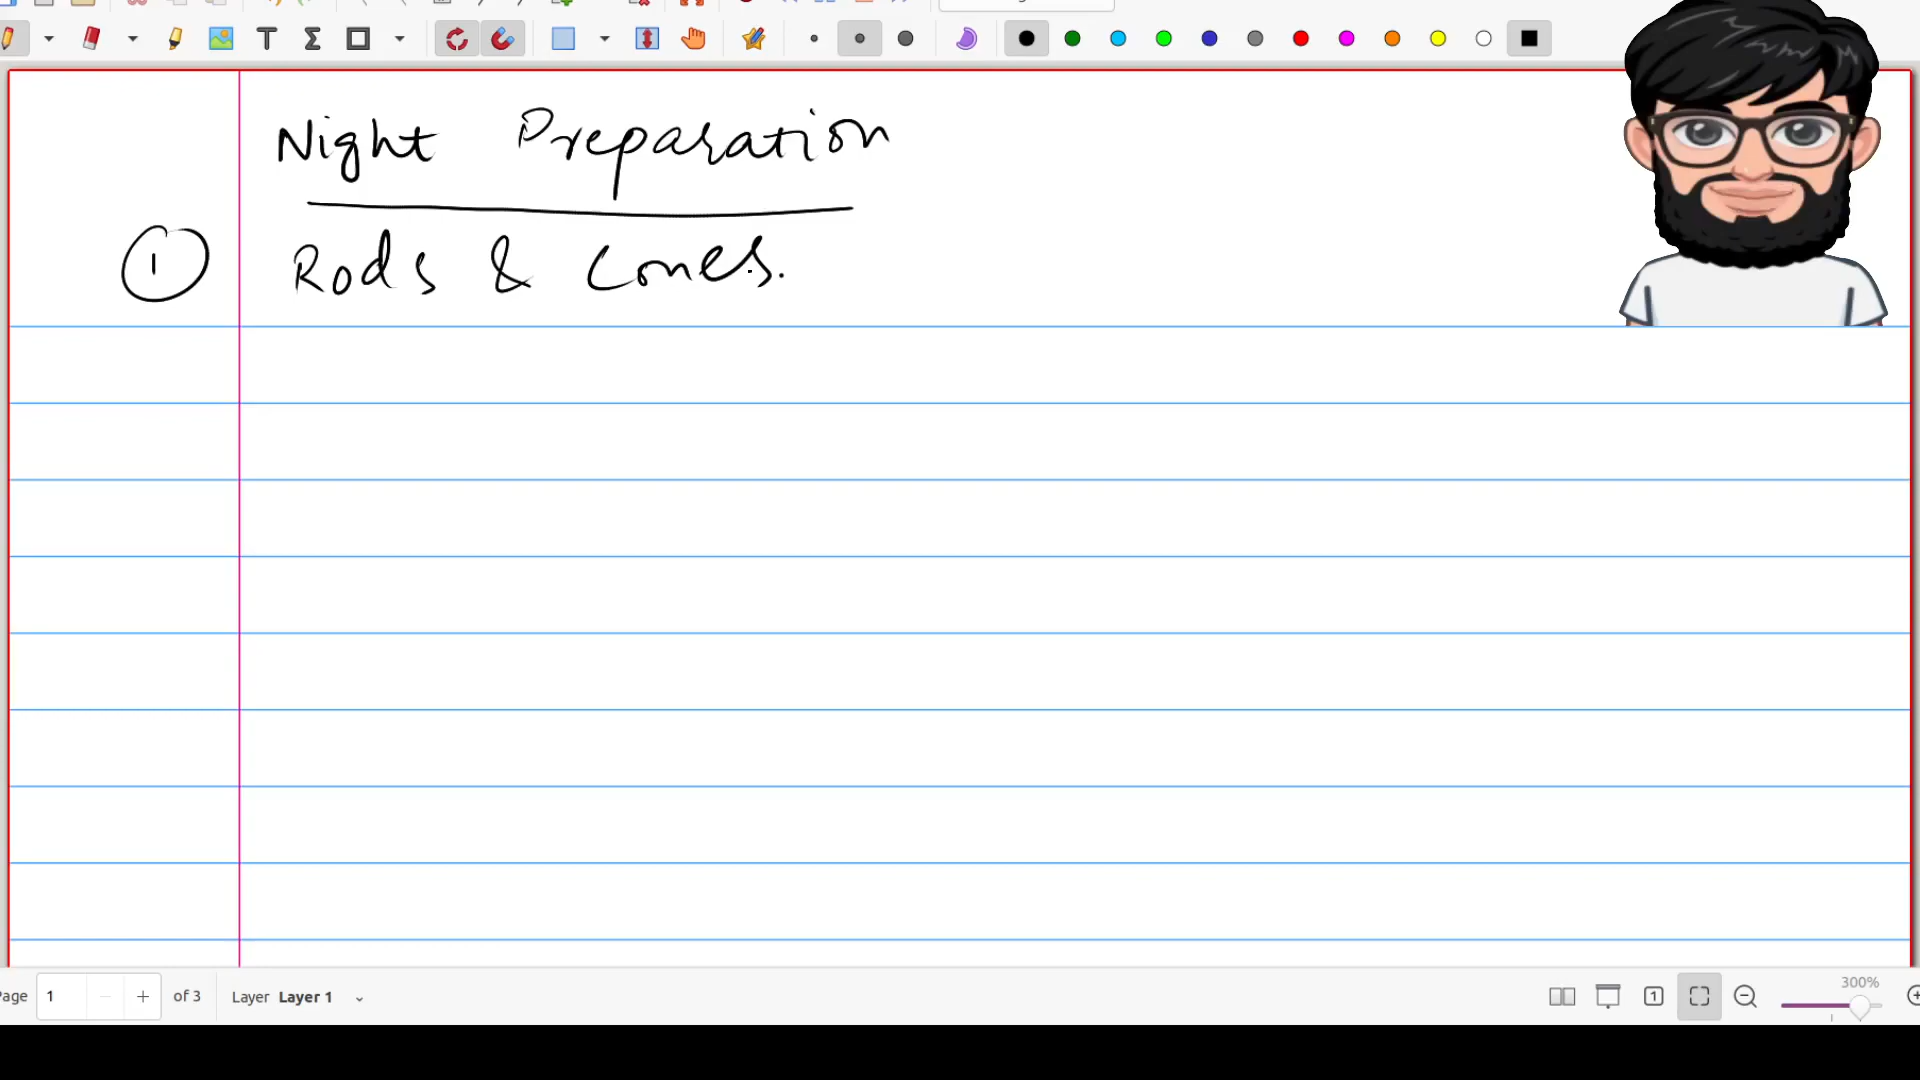 Night Preparation
① Rods & Cones.
Page 1 of 3 Layer Layer 1 300%